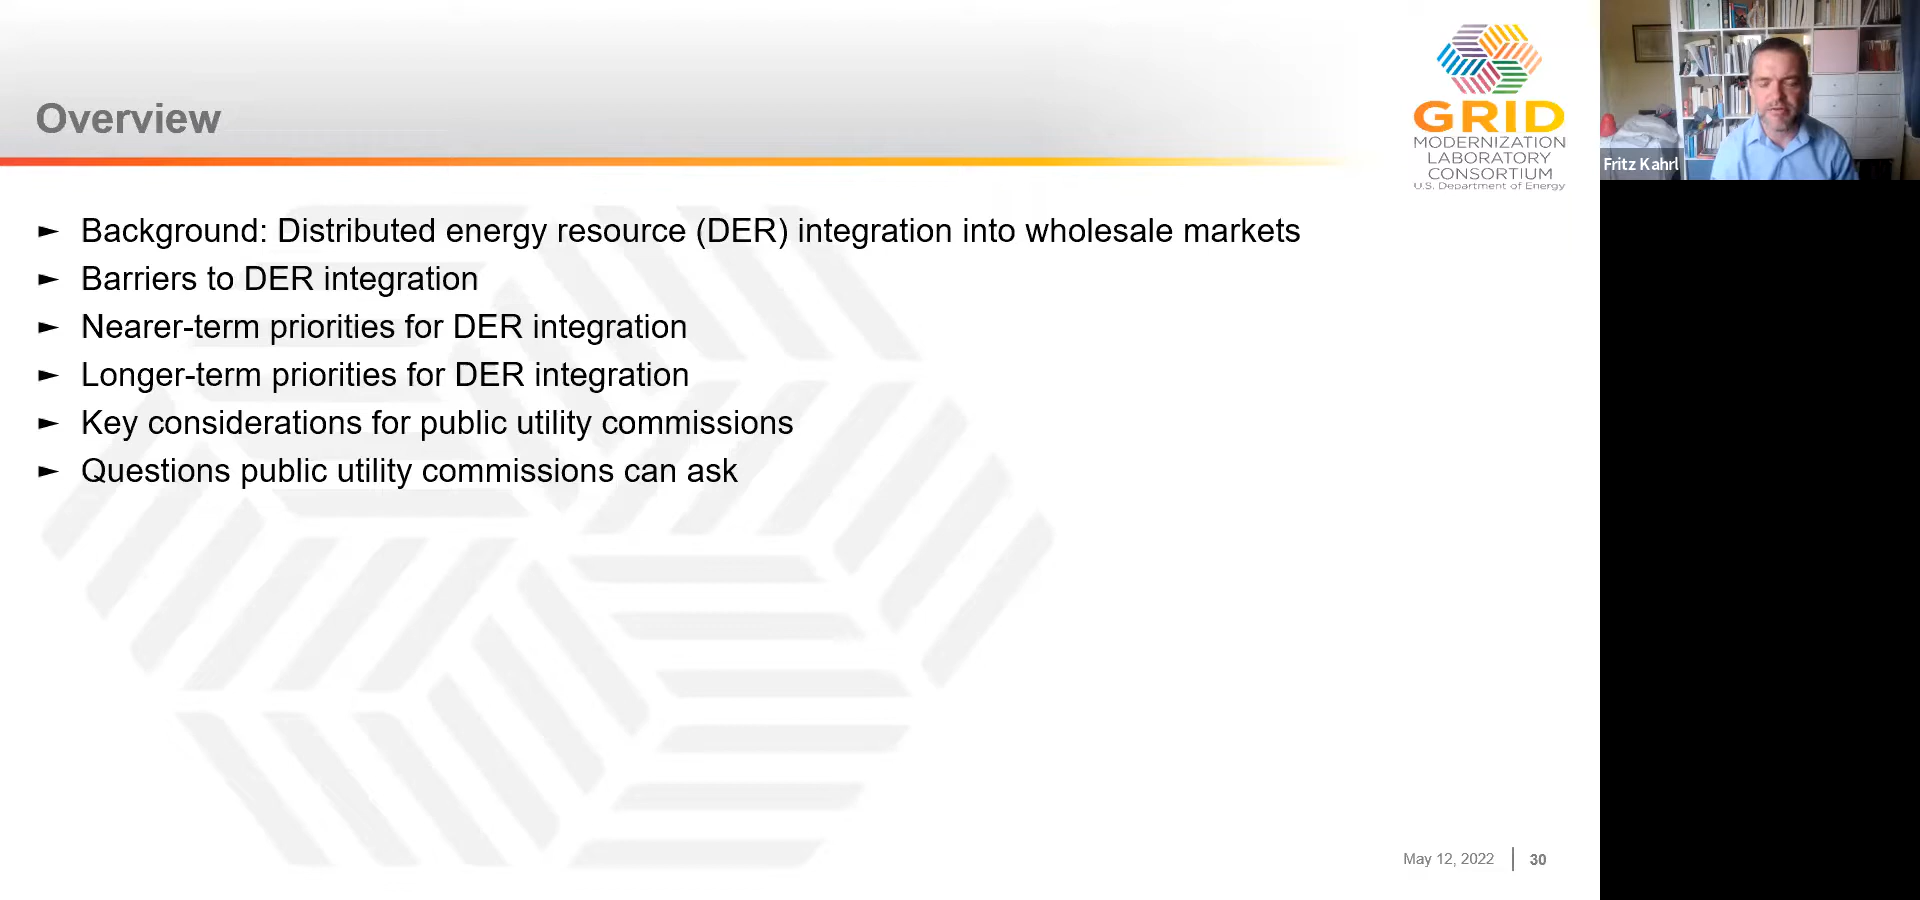 Overview
GRID
MODERNIZATION
LABORATORY
CONSORTIUM
U.S. Department of Energy
Fritz Kahrl
► Background: Distributed energy resource (DER) integration into wholesale markets
► Barriers to DER integration
► Nearer-term priorities for DER integration
► Longer-term priorities for DER integration
► Key considerations for public utility commissions
► Questions public utility commissions can ask
May 12, 2022 30